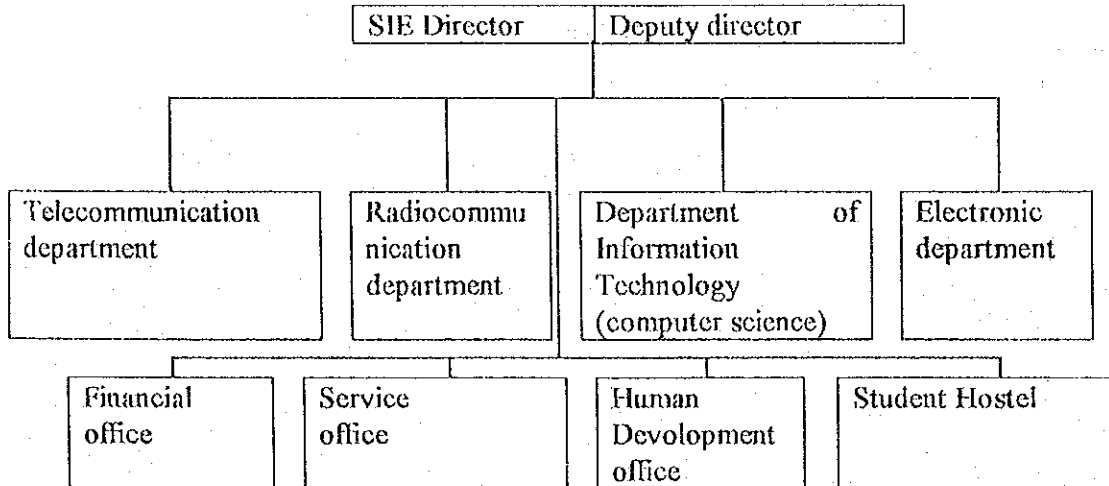 SIE Director
Deputy director
Telecommunication
department
Radiocommu
nication
department
Department of
Information
Technology
(computer science)
Electronic
department
Financial
office
Service
office
Human
Devolopment
office
Student Hostel